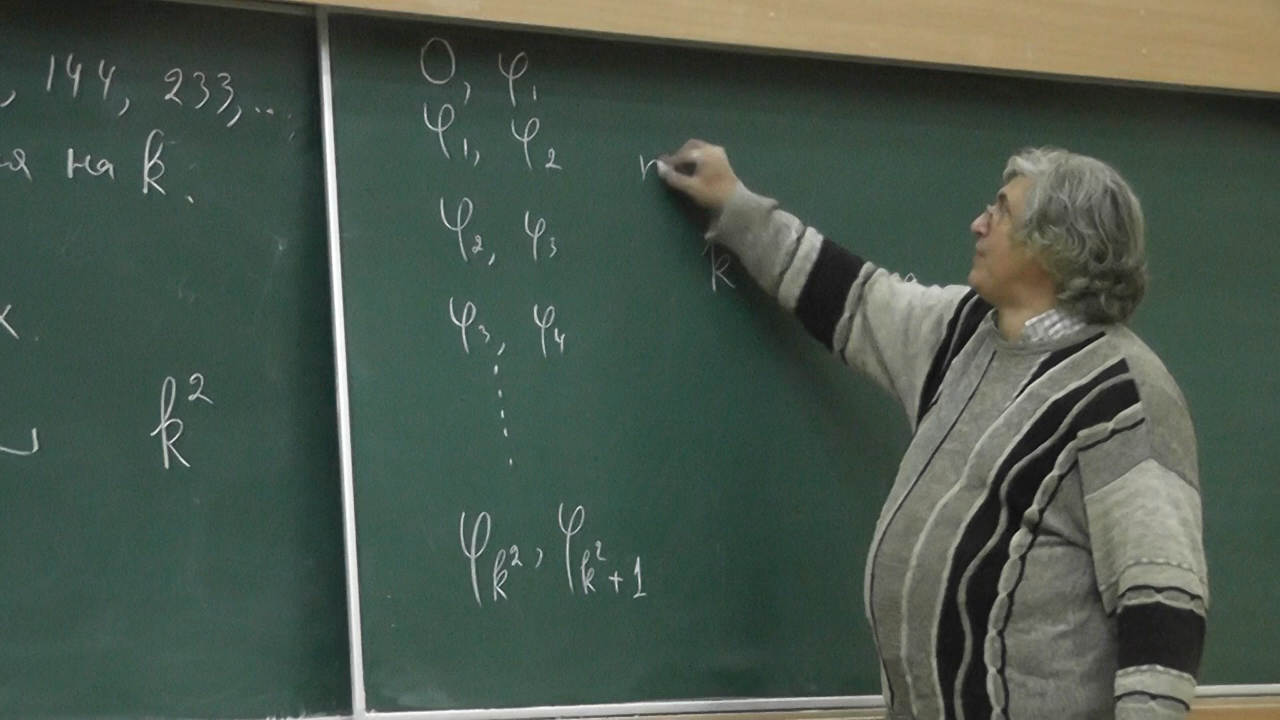 , 144, 233,...
на k.
k²
0, φ₁
φ₁, φ₂
φ₂, φ₃
k
φ₃, φ₄
φ_{k²}, φ_{k²+1}